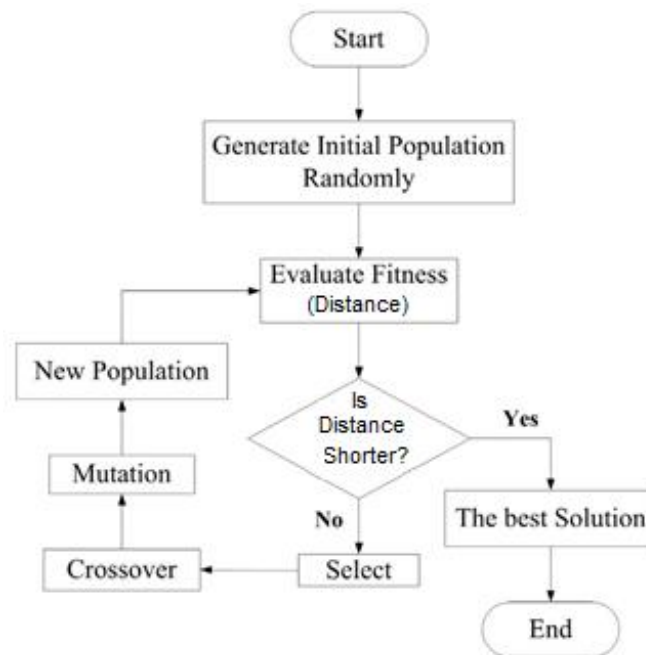 Start
Generate Initial Population
Randomly
Evaluate Fitness
(Distance)
New Population
Is
Distance
Shorter?
Yes
Mutation
No
The best Solution
Crossover
Select
End